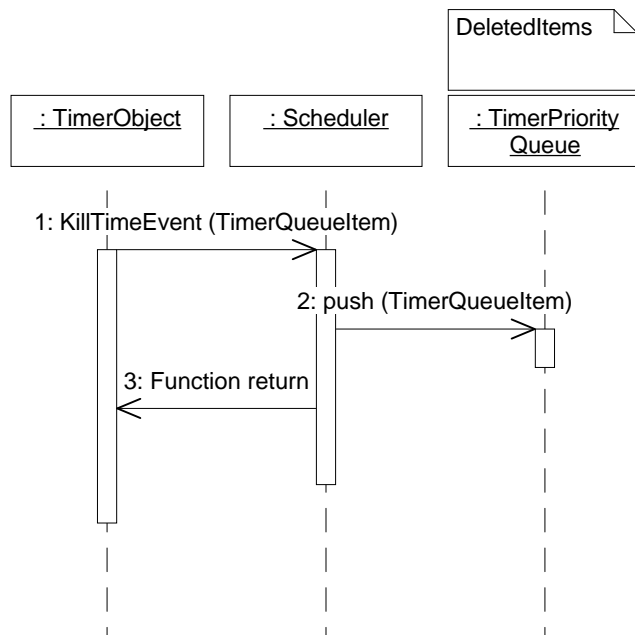 DeletedItems
: TimerObject
: Scheduler
: TimerPriority
Queue
1: KillTimeEvent (TimerQueueItem)
2: push (TimerQueueItem)
3: Function return